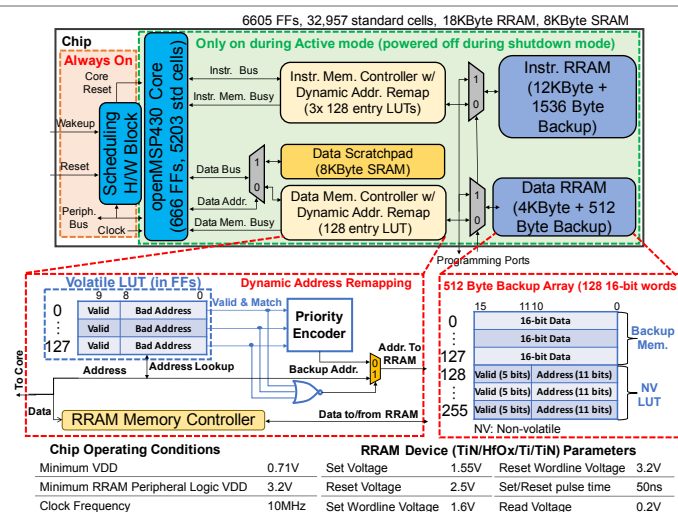 6605 FFs, 32,957 standard cells, 18KByte RRAM, 8KByte SRAM
Chip
Only on during Active mode (powered off during shutdown mode)
Always On
Core
Reset
Wakeup
Reset
Periph.
Bus
Clock
Scheduling
H/W Block
openMSP430 Core
(666 FFs, 5203 std cells)
Instr. Bus
Instr. Mem. Busy
Data Bus
Data Addr.
Data Mem. Busy
Instr. Mem. Controller w/
Dynamic Addr. Remap
(3x 128 entry LUTs)
1
0
Data Scratchpad
(8KByte SRAM)
Data Mem. Controller w/
Dynamic Addr. Remap
(128 entry LUT)
1
0
1
0
Instr. RRAM
(12KByte +
1536 Byte
Backup)
Data RRAM
(4KByte + 512
Byte Backup)
Programming Ports
Volatile LUT (in FFs)
Dynamic Address Remapping
9 8 0
0
⋮
127
Valid Bad Address
Valid Bad Address
Valid Bad Address
Valid & Match
Priority
Encoder
Address Lookup
Address
Backup Addr.
0
1
Addr. To
RRAM
To Core
Data
RRAM Memory Controller
Data to/from RRAM
512 Byte Backup Array (128 16-bit words
15 1110 0
0
⋮
127
128
⋮
255
16-bit Data
16-bit Data
16-bit Data
Valid (5 bits) Address (11 bits)
Valid (5 bits) Address (11 bits)
Valid (5 bits) Address (11 bits)
Backup
Mem.
NV
LUT
NV: Non-volatile
Chip Operating Conditions
Minimum VDD 0.71V
Minimum RRAM Peripheral Logic VDD 3.2V
Clock Frequency 10MHz
RRAM Device (TiN/HfOx/Ti/TiN) Parameters
Set Voltage 1.55V Reset Wordline Voltage 3.2V
Reset Voltage 2.5V Set/Reset pulse time 50ns
Set Wordline Voltage 1.6V Read Voltage 0.2V